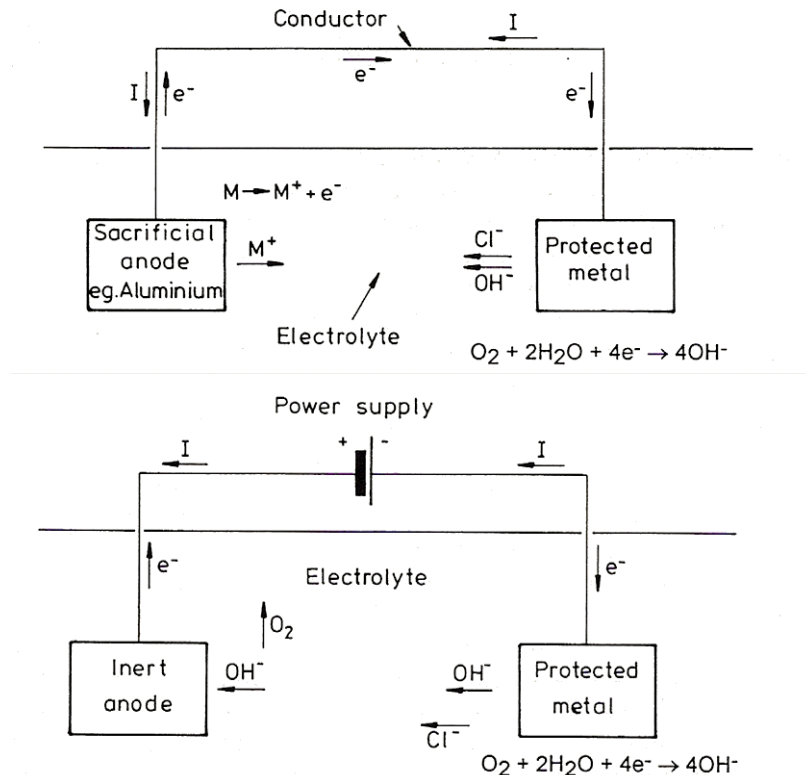 Conductor
I
e⁻
I
e⁻
e⁻
M→M⁺ + e⁻
Sacrificial
anode
eg.Aluminium
M⁺
Cl⁻
OH⁻
Protected
metal
Electrolyte
O₂ + 2H₂O + 4e⁻ → 4OH⁻
Power supply
I
+
-
I
e⁻
Electrolyte
e⁻
O₂
Inert
anode
OH⁻
OH⁻
Cl⁻
Protected
metal
O₂ + 2H₂O + 4e⁻ → 4OH⁻